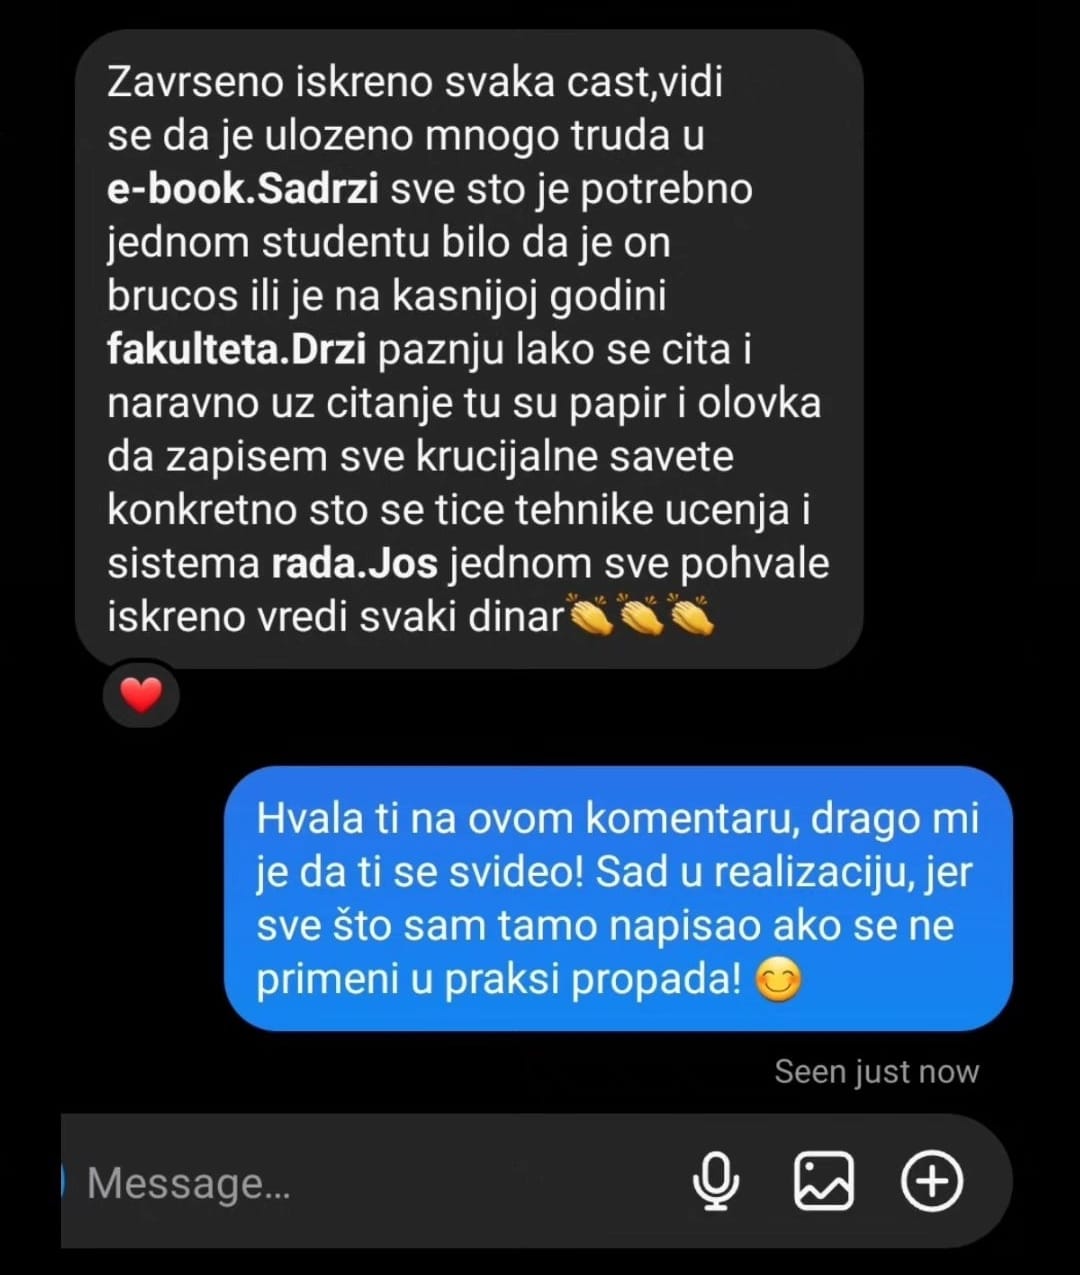 Zavrseno iskreno svaka cast,vidi
se da je ulozeno mnogo truda u
e-book.Sadrzi sve sto je potrebno
jednom studentu bilo da je on
brucos ili je na kasnijoj godini
fakulteta.Drzi paznju lako se cita i
naravno uz citanje tu su papir i olovka
da zapisem sve krucijalne savete
konkretno sto se tice tehnike ucenja i
sistema rada.Jos jednom sve pohvale
iskreno vredi svaki dinar👏👏👏
❤️
Hvala ti na ovom komentaru, drago mi
je da ti se svideo! Sad u realizaciju, jer
sve što sam tamo napisao ako se ne
primeni u praksi propada! 😊
Seen just now
Message...